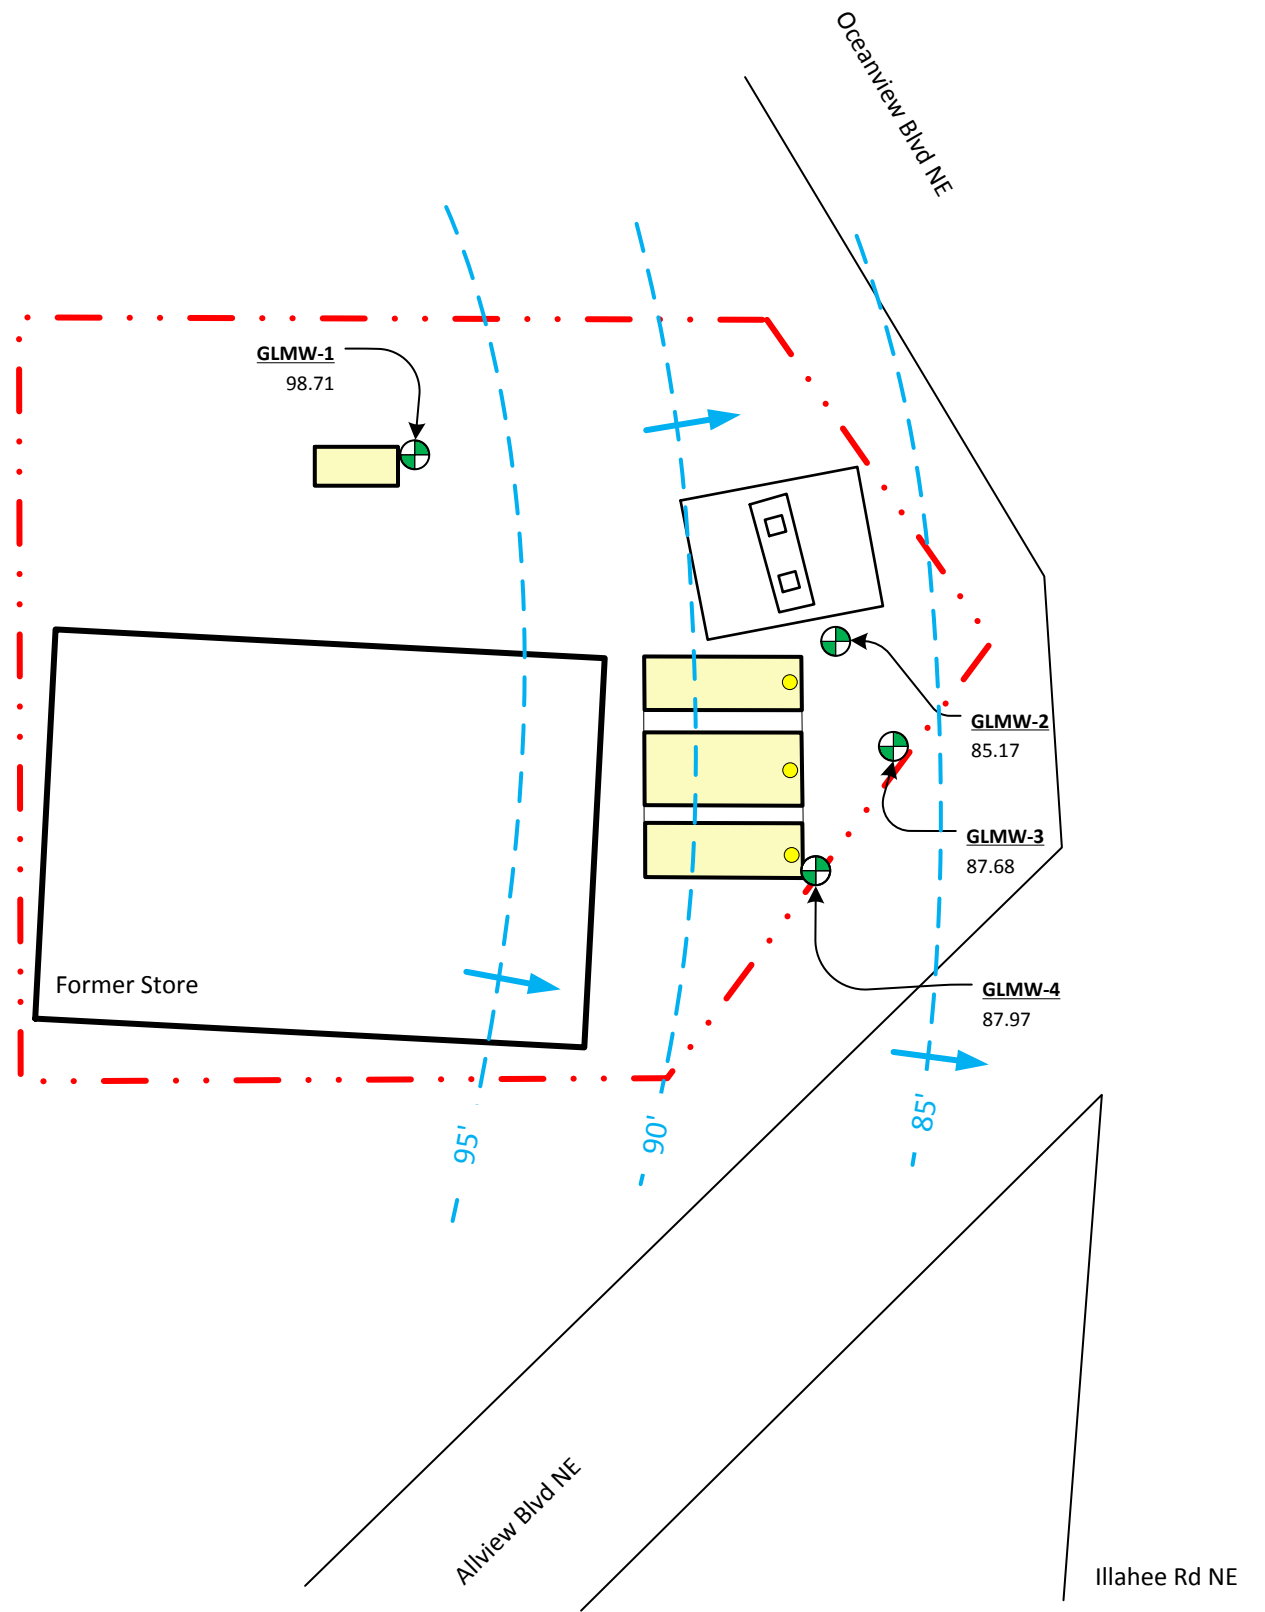 Oceanview Blvd NE
GLMW-1
98.71
GLMW-2
85.17
GLMW-3
87.68
Former Store
GLMW-4
87.97
95'
90'
85'
Allview Blvd NE
Illahee Rd NE